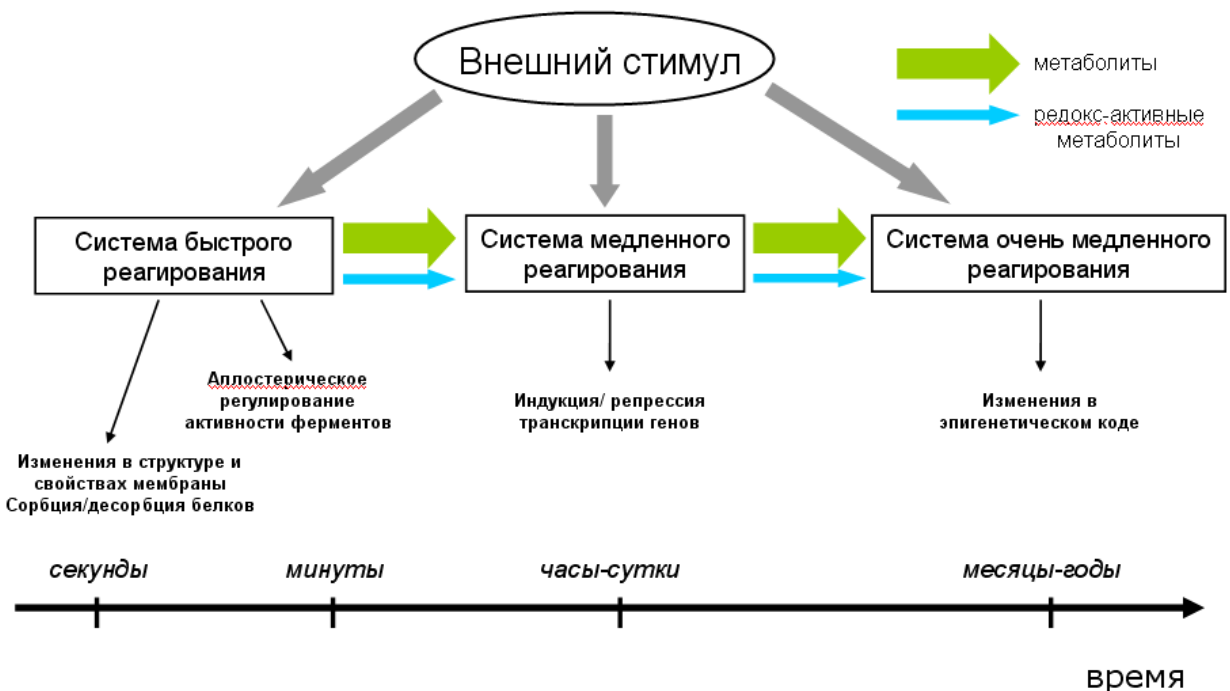 Внешний стимул
метаболиты
редокс-активные
метаболиты
Система быстрого
реагирования
Система медленного
реагирования
Система очень медленного
реагирования
Аллостерическое
регулирование
активности ферментов
Индукция/ репрессия
транскрипции генов
Изменения в
эпигенетическом коде
Изменения в структуре и
свойствах мембраны
Сорбция/десорбция белков
секунды
минуты
часы-сутки
месяцы-годы
время